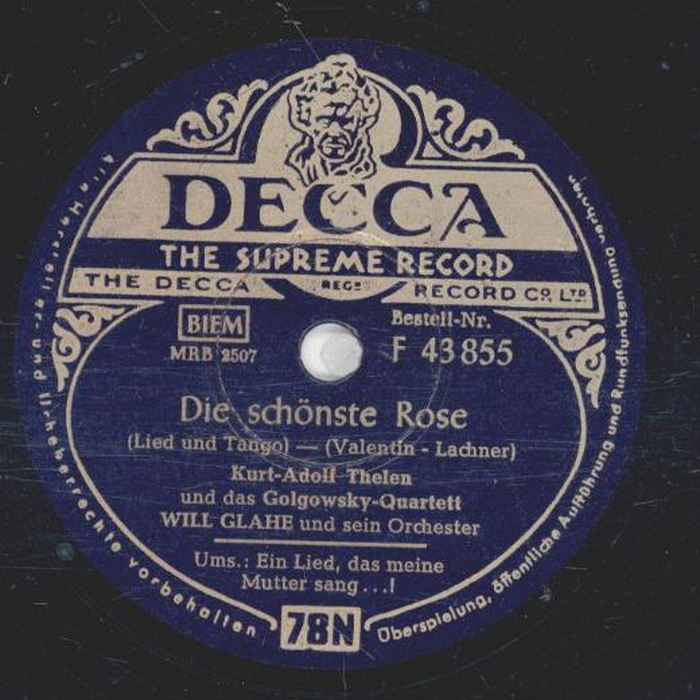 DECCA
THE SUPREME RECORD
THE DECCA REGD RECORD CO. LTD
BIEM
MRB 2507
Bestell-Nr.
F 43855
Die schönste Rose
(Lied und Tango) — (Valentin - Lachner)
Kurt-Adolf Thelen
und das Golgowsky-Quartett
WILL GLAHE und sein Orchester
Ums.: Ein Lied, das meine
Mutter sang...!
78N
Alle Hersteller- und Urheberrechte vorbehalten
Überspielung, öffentliche Aufführung und Rundfunksendung verboten